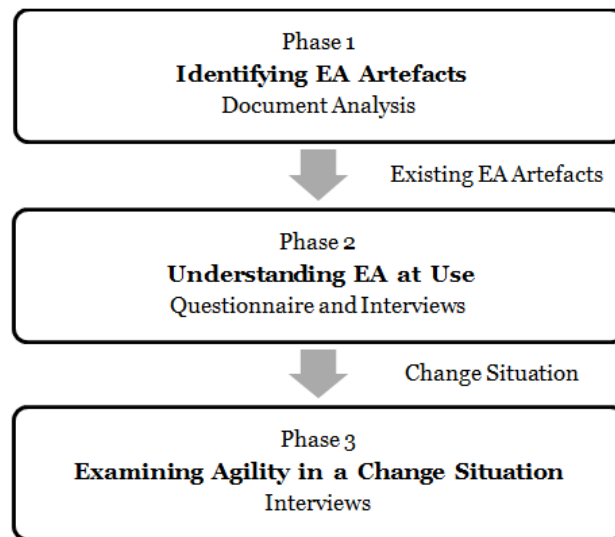 Phase 1
Identifying EA Artefacts
Document Analysis
Existing EA Artefacts
Phase 2
Understanding EA at Use
Questionnaire and Interviews
Change Situation
Phase 3
Examining Agility in a Change Situation
Interviews